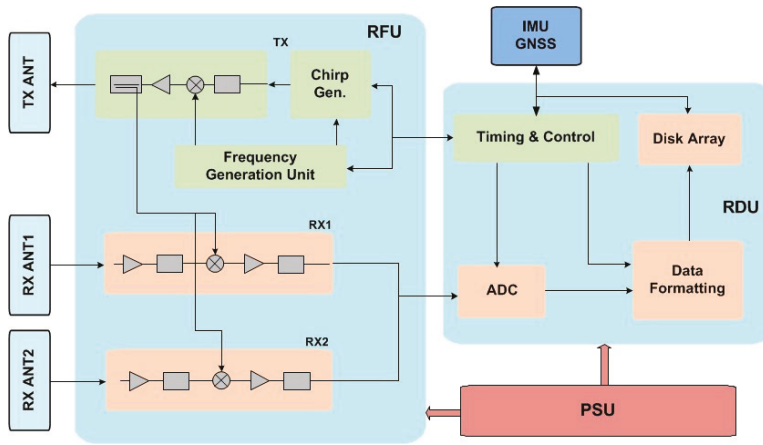 RFU
IMU
GNSS
TX ANT
TX
Chirp
Gen.
Frequency
Generation Unit
Timing & Control
Disk Array
RDU
RX ANT1
RX1
ADC
Data
Formatting
RX ANT2
RX2
PSU